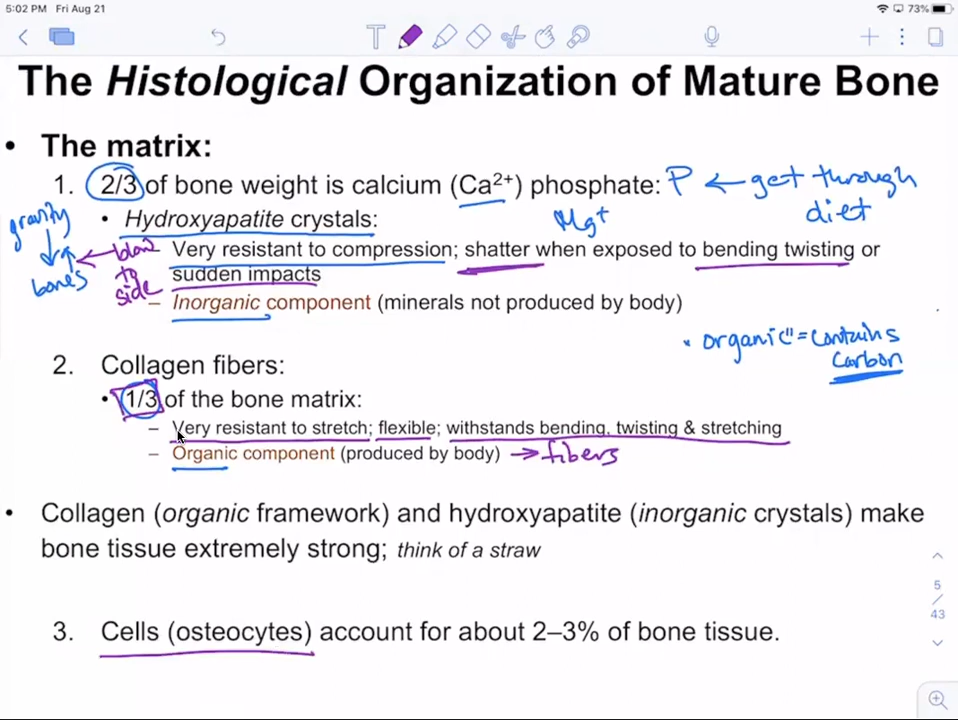 5:02 PM Fri Aug 21 73%
The Histological Organization of Mature Bone
• The matrix:
1. 2/3 of bone weight is calcium (Ca²⁺) phosphate: P ← get through
diet
• Hydroxyapatite crystals: Mg⁺
gravity
bones
blow
to
side
Very resistant to compression; shatter when exposed to bending twisting or
sudden impacts
– Inorganic component (minerals not produced by body)
• organic" = contains
carbon
2. Collagen fibers:
• 1/3 of the bone matrix:
– Very resistant to stretch; flexible; withstands bending, twisting & stretching
– Organic component (produced by body) → fibers
• Collagen (organic framework) and hydroxyapatite (inorganic crystals) make
bone tissue extremely strong; think of a straw
5
/
43
3. Cells (osteocytes) account for about 2–3% of bone tissue.